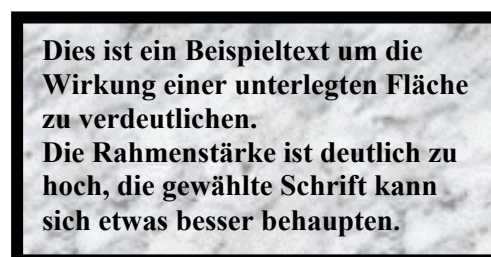 Dies ist ein Beispieltext um die
Wirkung einer unterlegten Fläche
zu verdeutlichen.
Die Rahmenstärke ist deutlich zu
hoch, die gewählte Schrift kann
sich etwas besser behaupten.